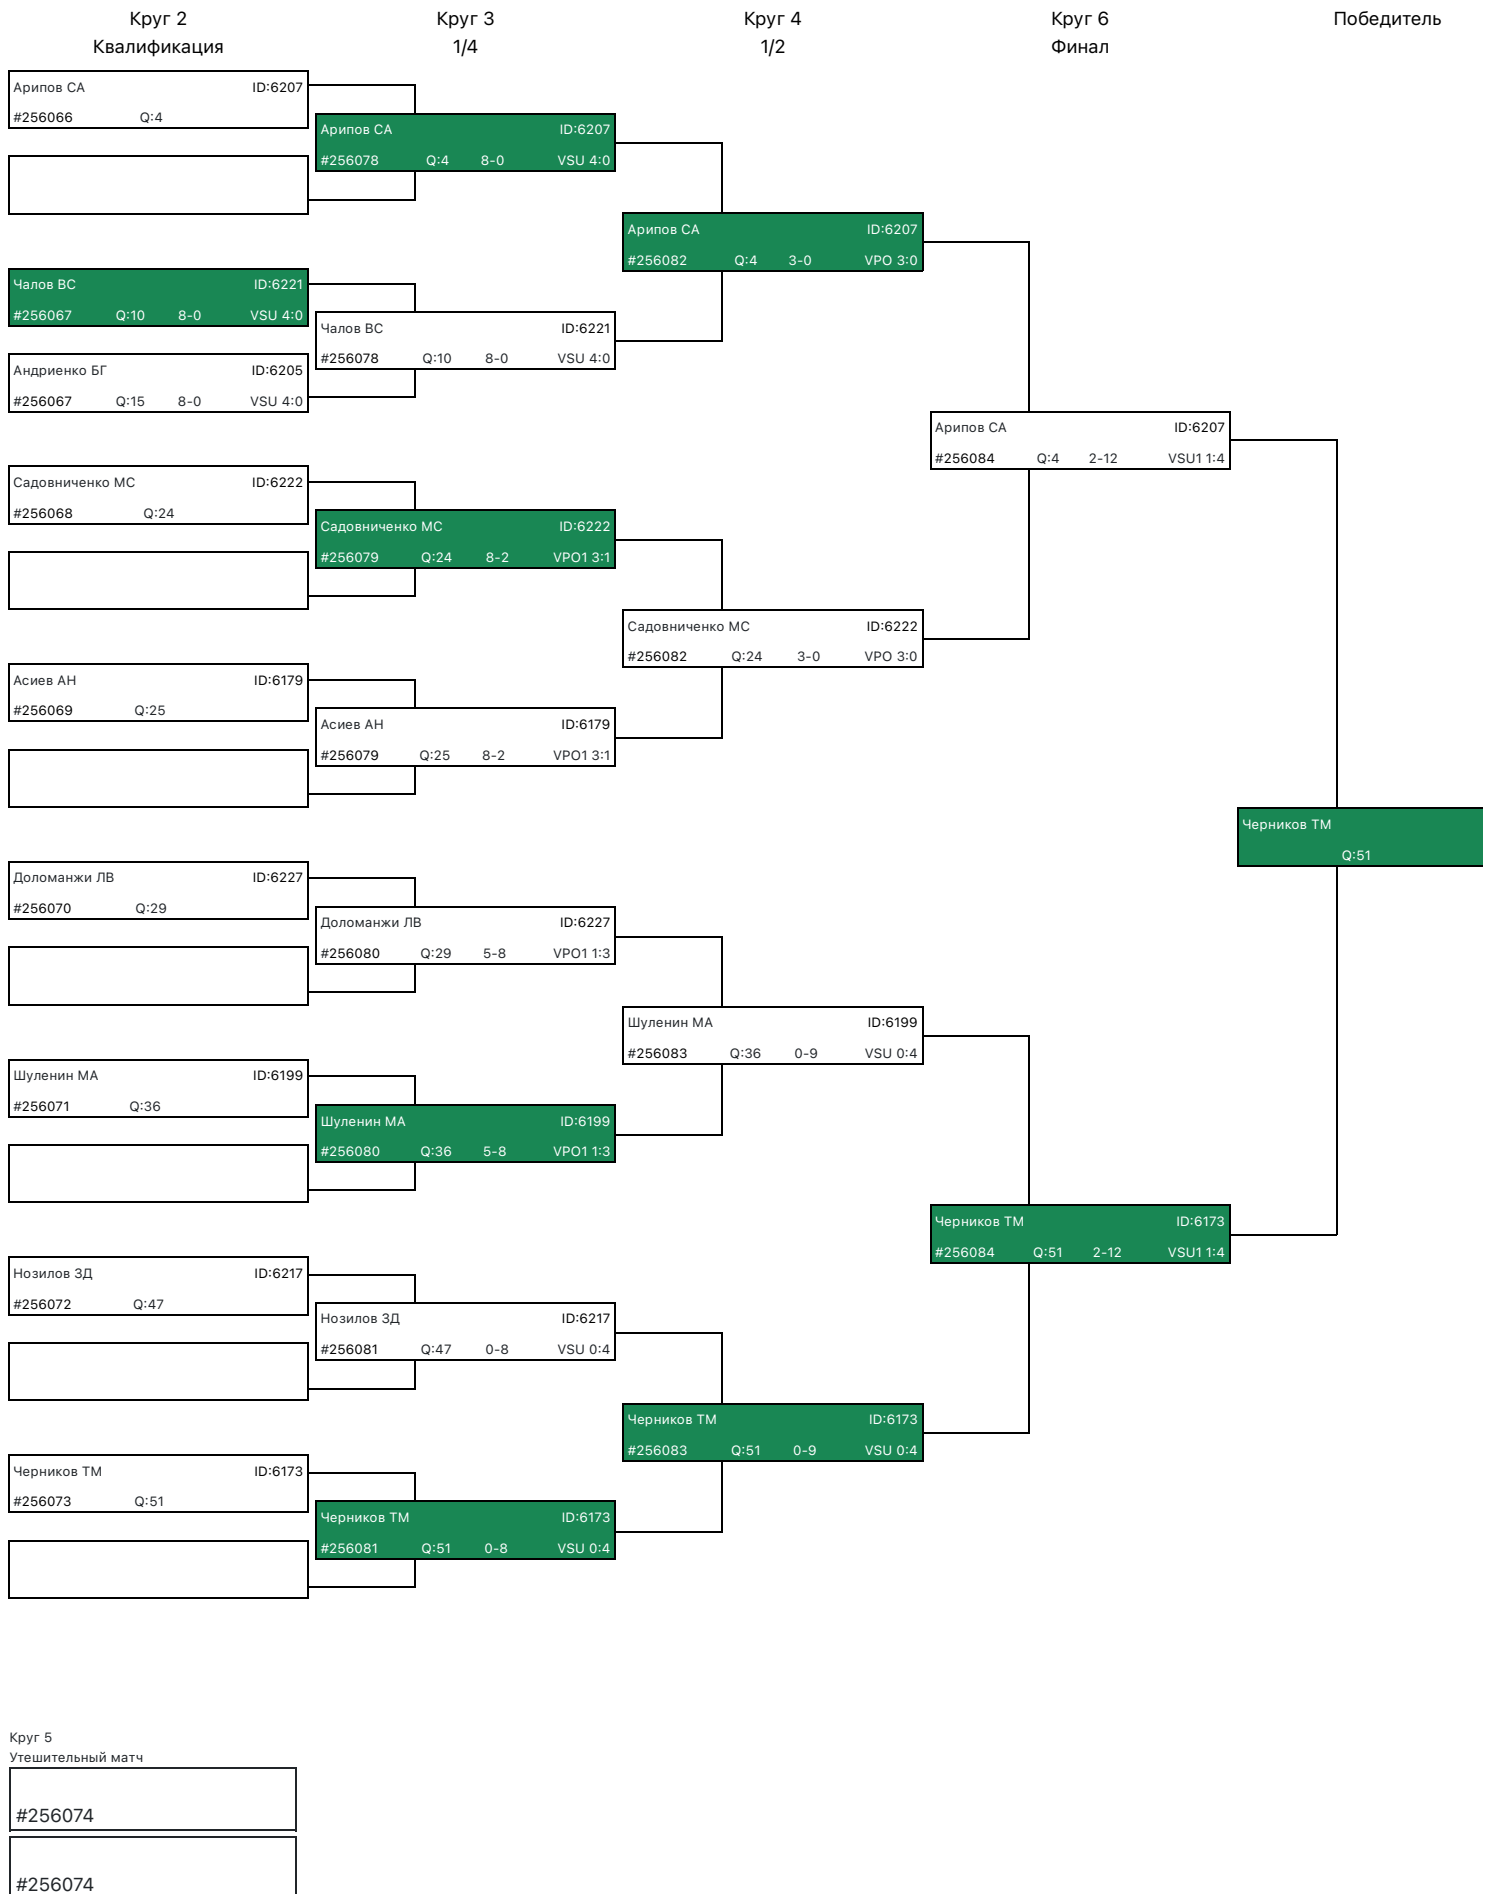 Круг 2
Квалификация
Круг 3
1/4
Круг 4
1/2
Круг 6
Финал
Победитель
Арипов СА ID:6207
#256066 Q:4
Чалов ВС ID:6221
#256067 Q:10 8-0 VSU 4:0
Андриенко БГ ID:6205
#256067 Q:15 8-0 VSU 4:0
Садовниченко МС ID:6222
#256068 Q:24
Асиев АН ID:6179
#256069 Q:25
Доломанжи ЛВ ID:6227
#256070 Q:29
Шуленин МА ID:6199
#256071 Q:36
Нозилов ЗД ID:6217
#256072 Q:47
Черников ТМ ID:6173
#256073 Q:51
Арипов СА ID:6207
#256078 Q:4 8-0 VSU 4:0
Чалов ВС ID:6221
#256078 Q:10 8-0 VSU 4:0
Садовниченко МС ID:6222
#256079 Q:24 8-2 VPO1 3:1
Асиев АН ID:6179
#256079 Q:25 8-2 VPO1 3:1
Доломанжи ЛВ ID:6227
#256080 Q:29 5-8 VPO1 1:3
Шуленин МА ID:6199
#256080 Q:36 5-8 VPO1 1:3
Нозилов ЗД ID:6217
#256081 Q:47 0-8 VSU 0:4
Черников ТМ ID:6173
#256081 Q:51 0-8 VSU 0:4
Арипов СА ID:6207
#256082 Q:4 3-0 VPO 3:0
Садовниченко МС ID:6222
#256082 Q:24 3-0 VPO 3:0
Шуленин МА ID:6199
#256083 Q:36 0-9 VSU 0:4
Черников ТМ ID:6173
#256083 Q:51 0-9 VSU 0:4
Арипов СА ID:6207
#256084 Q:4 2-12 VSU1 1:4
Черников ТМ ID:6173
#256084 Q:51 2-12 VSU1 1:4
Черников ТМ
Q:51
Круг 5
Утешительный матч
#256074
#256074